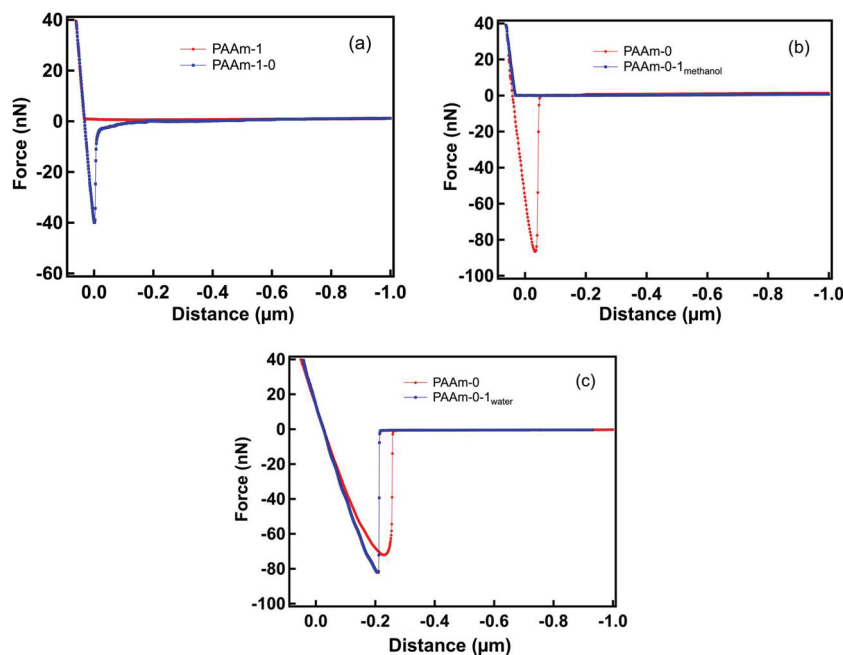 (a)
PAAm-1
PAAm-1-0
Force (nN)
40
20
0
-20
-40
-60
0.0 -0.2 -0.4 -0.6 -0.8 -1.0
Distance (µm)
(b)
PAAm-0
PAAm-0-1methanol
Force (nN)
40
20
0
-20
-40
-60
-80
-100
0.0 -0.2 -0.4 -0.6 -0.8 -1.0
Distance (µm)
(c)
PAAm-0
PAAm-0-1water
Force (nN)
40
20
0
-20
-40
-60
-80
-100
0.0 -0.2 -0.4 -0.6 -0.8 -1.0
Distance (µm)